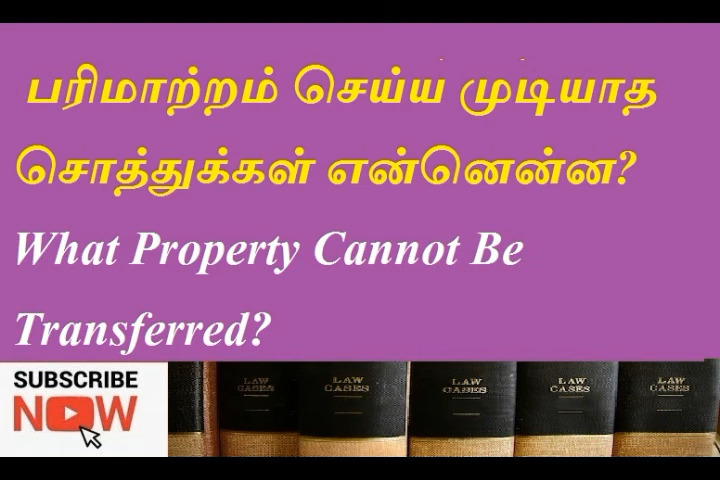 பரிமாற்றம் செய்ய முடியாத
சொத்துக்கள் என்னென்ன?
What Property Cannot Be
Transferred?
SUBSCRIBE
NOW
LAW
CASES
LAW
CASES
LAW
CASES
LAW
CASES
LAW
CASES